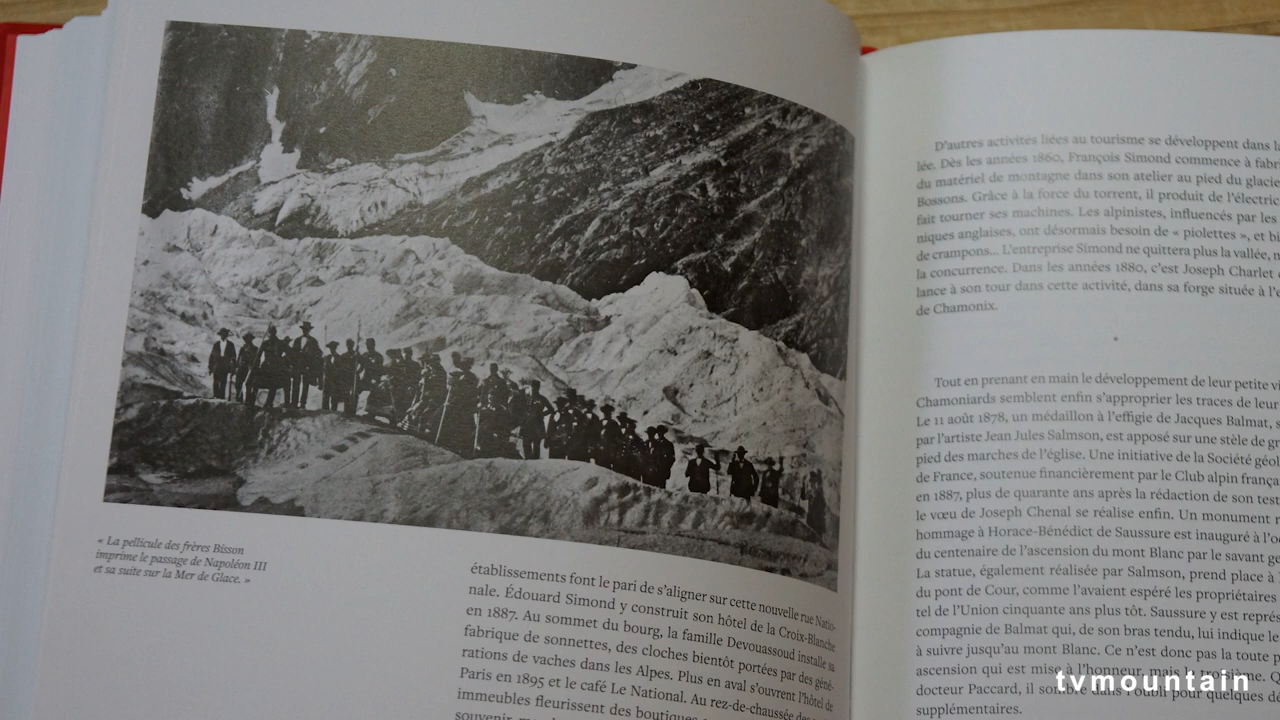 « La pellicule des frères Bisson
imprime le passage de Napoléon III
et sa suite sur la Mer de Glace. »
établissements font le pari de s'aligner sur cette nouvelle rue Natio-
nale. Édouard Simond y construit son hôtel de la Croix-Blanche
en 1887. Au sommet du bourg, la famille Devouassoud installe sa
fabrique de sonnettes, des cloches bientôt portées par des géné-
rations de vaches dans les Alpes. Plus en aval s'ouvrent l'hôtel de
Paris en 1895 et le café Le National. Au rez-de-chaussée des
immeubles fleurissent des boutiques
souvenir
D'autres activités liées au tourisme se développent dans la
lée. Dès les années 1860, François Simond commence à fabr
du matériel de montagne dans son atelier au pied du glacie
Bossons. Grâce à la force du torrent, il produit de l'électric
fait tourner ses machines. Les alpinistes, influencés par les
niques anglaises, ont désormais besoin de « piolettes », et bi
de crampons... L'entreprise Simond ne quittera plus la vallée, m
la concurrence. Dans les années 1880, c'est Joseph Charlet
lance à son tour dans cette activité, dans sa forge située à l'e
de Chamonix.
Tout en prenant en main le développement de leur petite vi
Chamoniards semblent enfin s'approprier les traces de leur
Le 11 août 1878, un médaillon à l'effigie de Jacques Balmat, s
par l'artiste Jean Jules Salmson, est apposé sur une stèle de gr
pied des marches de l'église. Une initiative de la Société géol
de France, soutenue financièrement par le Club alpin frança
en 1887, plus de quarante ans après la rédaction de son test
le vœu de Joseph Chenal se réalise enfin. Un monument
hommage à Horace-Bénédict de Saussure est inauguré à l'o
du centenaire de l'ascension du mont Blanc par le savant ge
La statue, également réalisée par Salmson, prend place à
du pont de Cour, comme l'avaient espéré les propriétaires
tel de l'Union cinquante ans plus tôt. Saussure y est représ
compagnie de Balmat qui, de son bras tendu, lui indique le
à suivre jusqu'au mont Blanc. Ce n'est donc pas la toute p
ascension qui est mise à l'honneur, mais la
docteur Paccard, il sombre dans l'oubli pour quelques dé
supplémentaires.
tvmountain